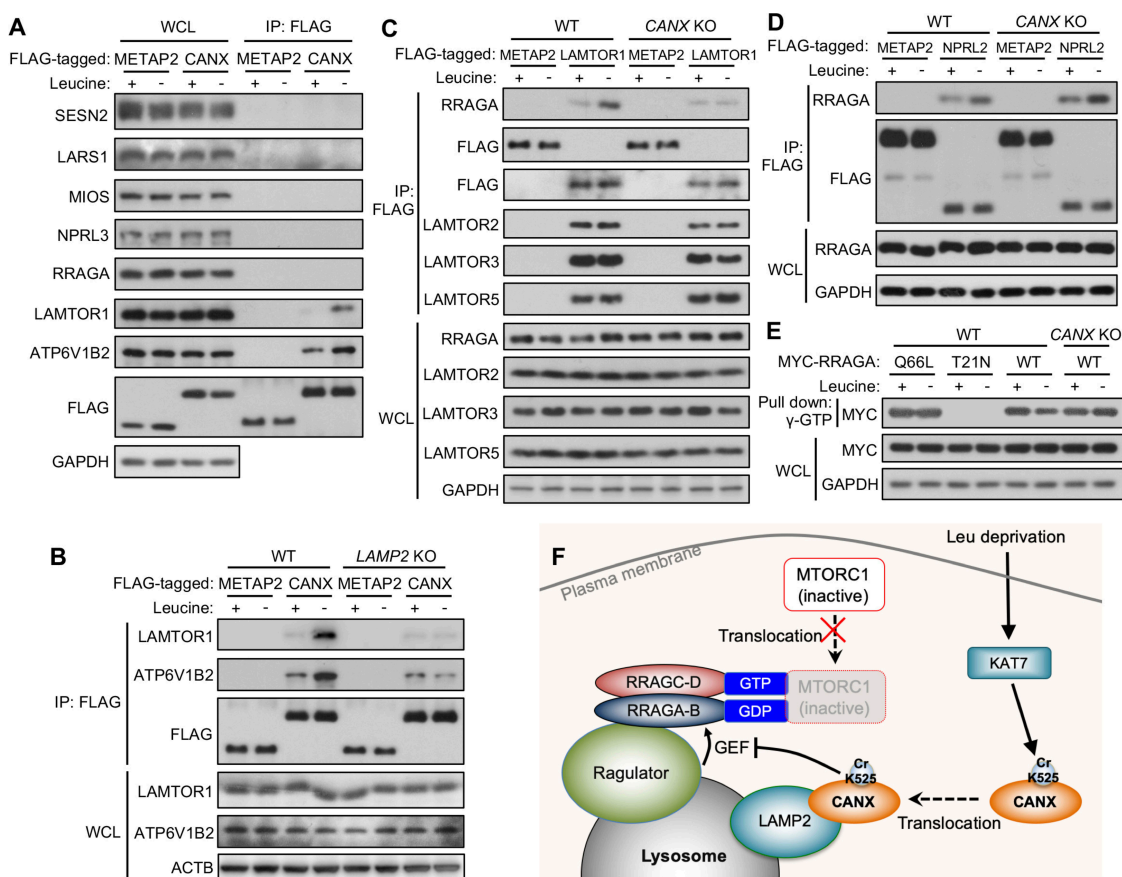 A
WCL IP: FLAG
FLAG-tagged: METAP2 CANX METAP2 CANX
Leucine: + - + - + - + -
SESN2
LARS1
MIOS
NPRL3
RRAGA
LAMTOR1
ATP6V1B2
FLAG
GAPDH
B
WT LAMP2 KO
FLAG-tagged: METAP2 CANX METAP2 CANX
Leucine: + - + - + - + -
IP: FLAG
LAMTOR1
ATP6V1B2
FLAG
WCL
LAMTOR1
ATP6V1B2
ACTB
C
WT CANX KO
FLAG-tagged: METAP2 LAMTOR1 METAP2 LAMTOR1
Leucine: + - + - + - + -
IP:
FLAG
RRAGA
FLAG
FLAG
LAMTOR2
LAMTOR3
LAMTOR5
WCL
RRAGA
LAMTOR2
LAMTOR3
LAMTOR5
GAPDH
D
WT CANX KO
FLAG-tagged: METAP2 NPRL2 METAP2 NPRL2
Leucine: + - + - + - + -
IP:
FLAG
RRAGA
FLAG
WCL
RRAGA
GAPDH
E
WT CANX KO
MYC-RRAGA: Q66L T21N WT WT
Leucine: + - + - + - + -
Pull down:
γ-GTP
MYC
WCL
MYC
GAPDH
F
Plasma membrane
Leu deprivation
MTORC1
(inactive)
Translocation
KAT7
RRAGC-D GTP
RRAGA-B GDP
MTORC1
(inactive)
GEF
Ragulator
Cr
K525
CANX
LAMP2
Cr
K525
CANX
Translocation
Lysosome